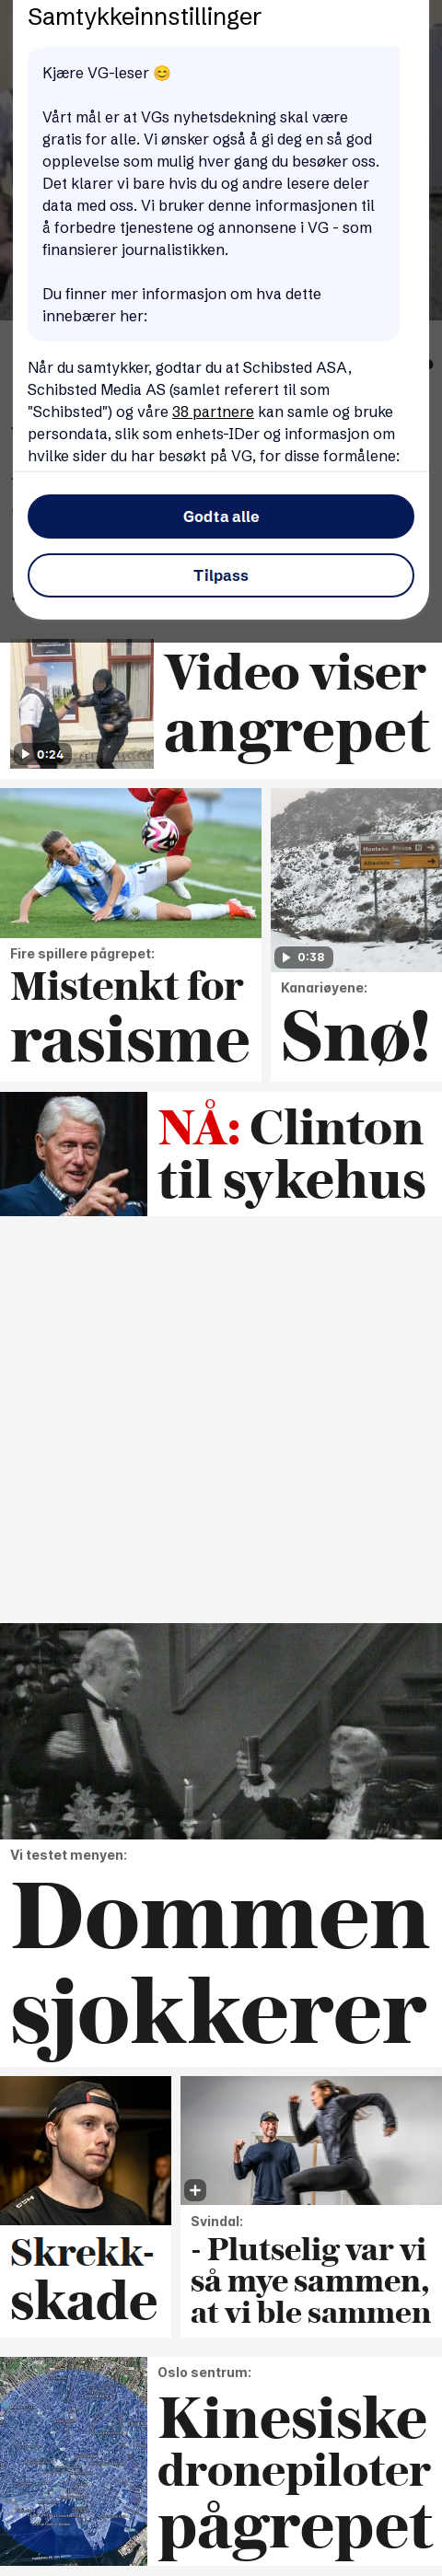 Samtykkeinnstillinger
Kjære VG-leser 😊
Vårt mål er at VGs nyhetsdekning skal være
gratis for alle. Vi ønsker også å gi deg en så god
opplevelse som mulig hver gang du besøker oss.
Det klarer vi bare hvis du og andre lesere deler
data med oss. Vi bruker denne informasjonen til
å forbedre tjenestene og annonsene i VG - som
finansierer journalistikken.
Du finner mer informasjon om hva dette
innebærer her:
Når du samtykker, godtar du at Schibsted ASA,
Schibsted Media AS (samlet referert til som
"Schibsted") og våre 38 partnere kan samle og bruke
persondata, slik som enhets-IDer og informasjon om
hvilke sider du har besøkt på VG, for disse formålene:
Godta alle
Tilpass
0:24
Video viser
angrepet
Fire spillere pågrepet:
Mistenkt for
rasisme
0:38
Kanariøyene:
Snø!
NÅ: Clinton
til sykehus
Vi testet menyen:
Dommen
sjokkerer
Skrekk-
skade
Svindal:
- Plutselig var vi
så mye sammen,
at vi ble sammen
Oslo sentrum:
Kinesiske
dronepiloter
pågrepet